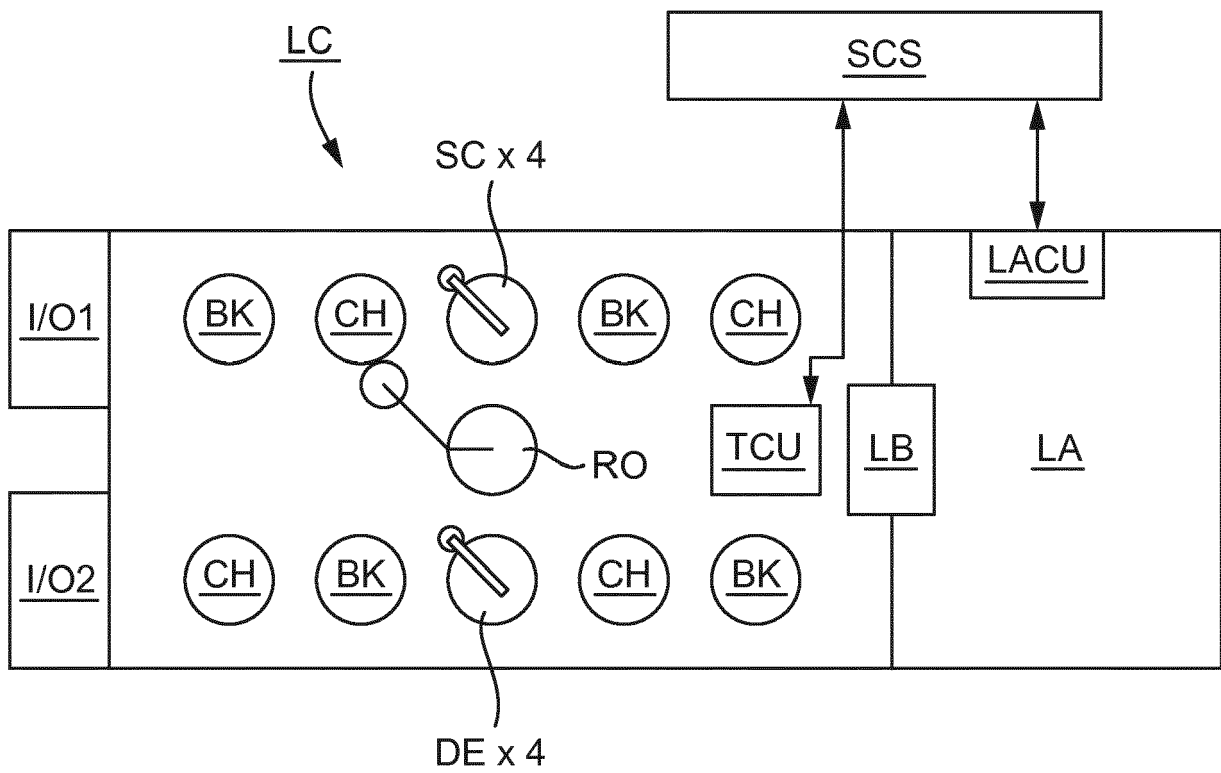 LC
SCS
SC x 4
I/O1
BK
CH
BK
CH
LACU
RO
TCU
LB
LA
I/O2
CH
BK
CH
BK
DE x 4